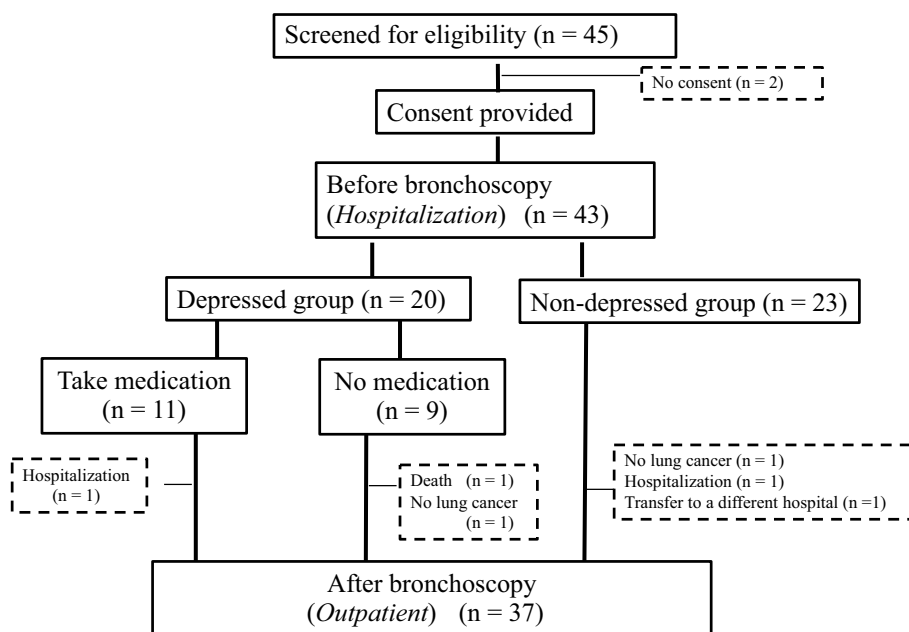 Screened for eligibility (n = 45)
No consent (n = 2)
Consent provided
Before bronchoscopy
(Hospitalization) (n = 43)
Depressed group (n = 20)
Non-depressed group (n = 23)
Take medication
(n = 11)
No medication
(n = 9)
Hospitalization
(n = 1)
Death (n = 1)
No lung cancer
(n = 1)
No lung cancer (n = 1)
Hospitalization (n = 1)
Transfer to a different hospital (n =1)
After bronchoscopy
(Outpatient) (n = 37)